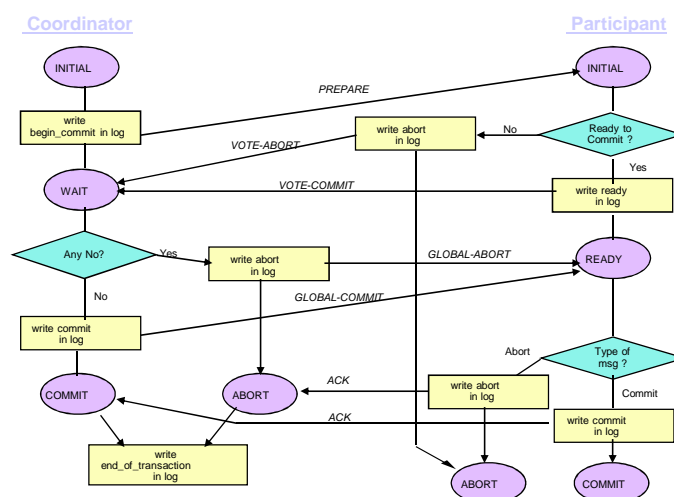 Coordinator
Participant
INITIAL
INITIAL
PREPARE
write
begin_commit in log
write abort
in log
No
Ready to
Commit ?
VOTE-ABORT
Yes
WAIT
VOTE-COMMIT
write ready
in log
Any No?
Yes
write abort
in log
GLOBAL-ABORT
READY
No
GLOBAL-COMMIT
write commit
in log
Abort
Type of
msg ?
COMMIT
ABORT
ACK
write abort
in log
Commit
ACK
write commit
in log
write
end_of_transaction
in log
ABORT
COMMIT